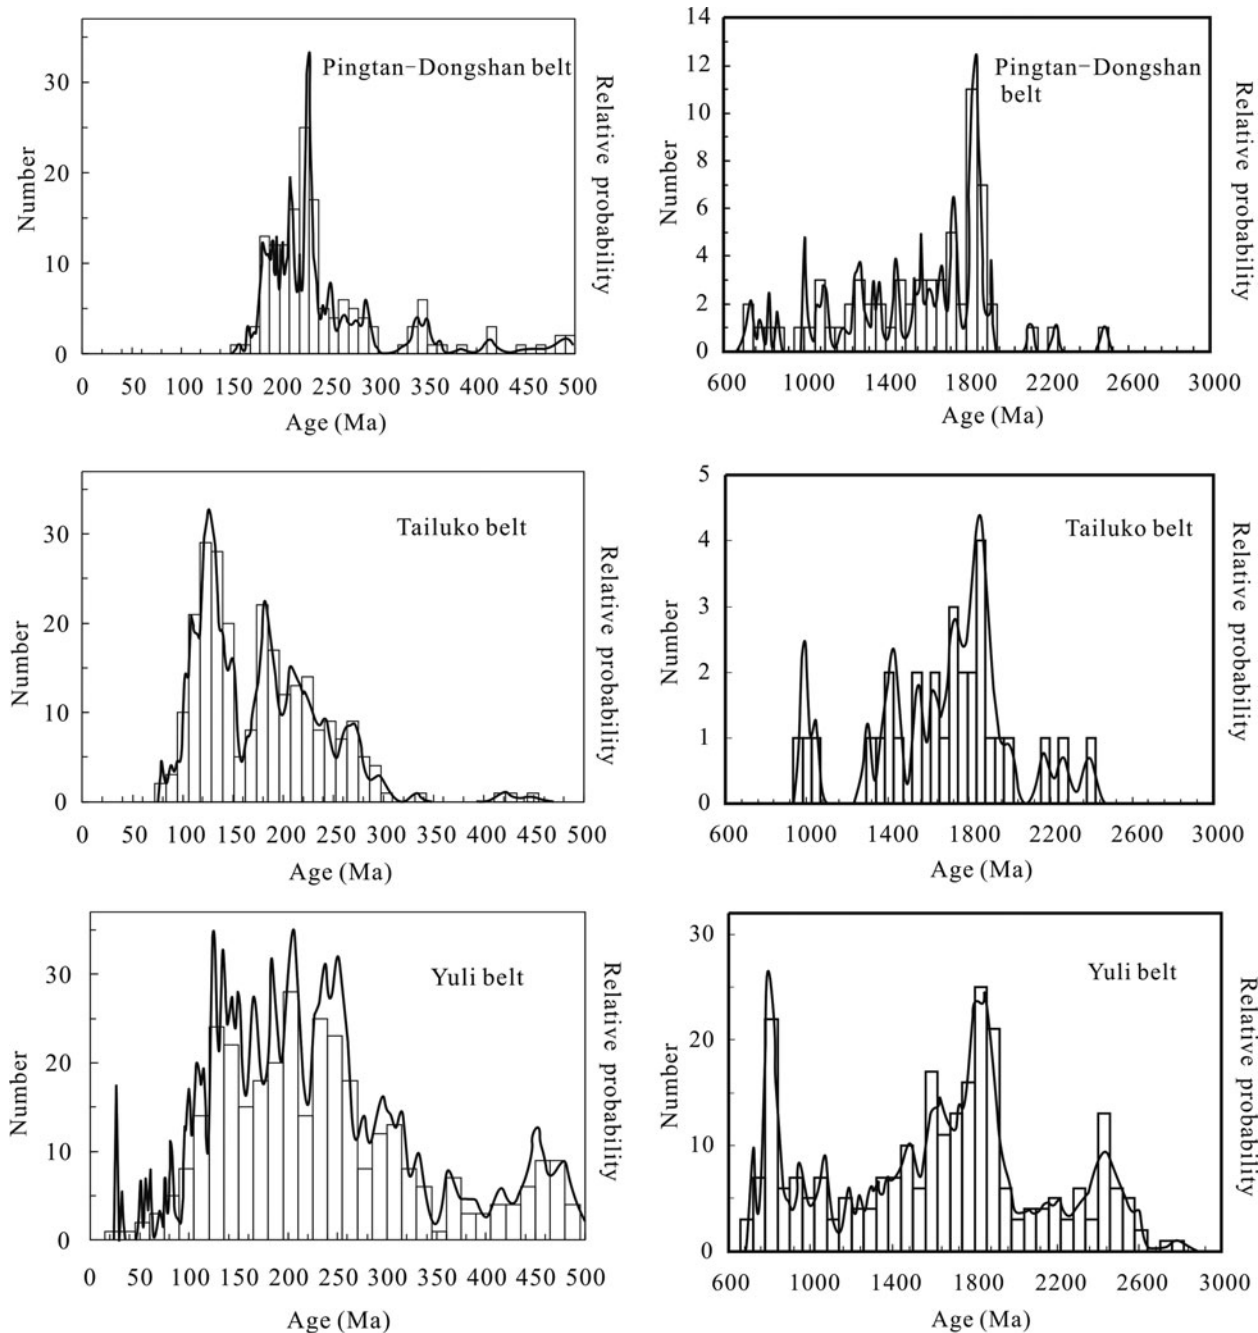 Pingtan-Dongshan belt
Number
Relative probability
30
20
10
0
0 50 100 150 200 250 300 350 400 450 500
Age (Ma)
Pingtan-Dongshan
belt
Number
Relative probability
14
12
10
8
6
4
2
0
600 1000 1400 1800 2200 2600 3000
Age (Ma)
Tailuko belt
Number
Relative probability
30
20
10
0
0 50 100 150 200 250 300 350 400 450 500
Age (Ma)
Tailuko belt
Number
Relative probability
5
4
3
2
1
0
600 1000 1400 1800 2200 2600 3000
Age (Ma)
Yuli belt
Number
Relative probability
30
20
10
0
0 50 100 150 200 250 300 350 400 450 500
Age (Ma)
Yuli belt
Number
Relative probability
30
20
10
0
600 1000 1400 1800 2200 2600 3000
Age (Ma)